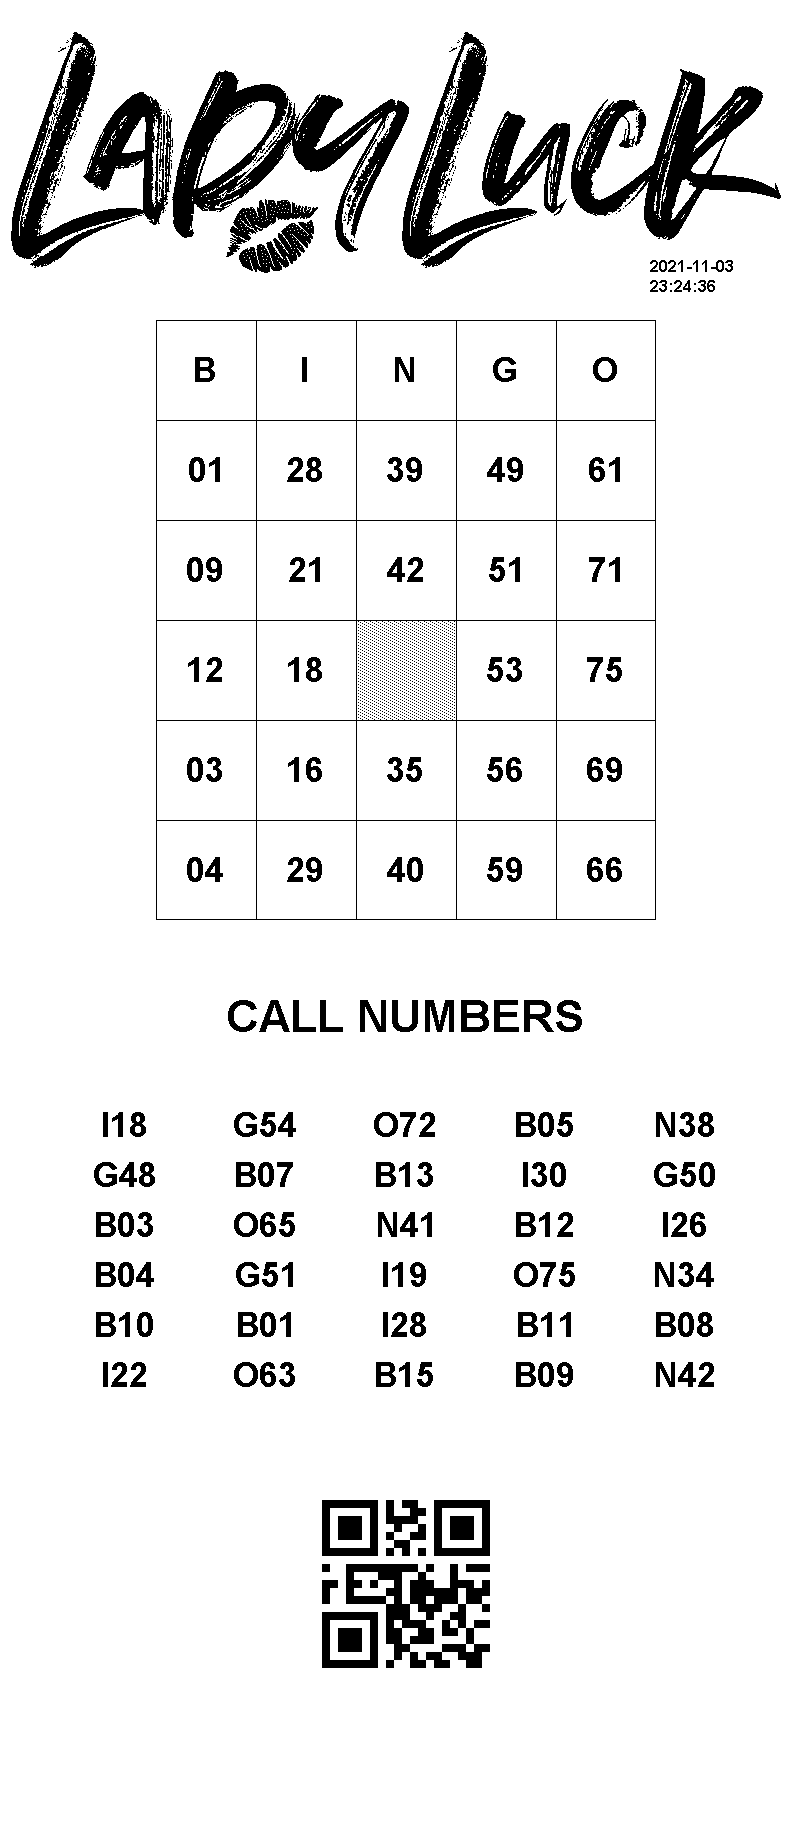 LADY LUCK
2021-11-03
23:24:36
B I N G O
01 28 39 49 61
09 21 42 51 71
12 18 53 75
03 16 35 56 69
04 29 40 59 66
CALL NUMBERS
I18 G54 O72 B05 N38
G48 B07 B13 I30 G50
B03 O65 N41 B12 I26
B04 G51 I19 O75 N34
B10 B01 I28 B11 B08
I22 O63 B15 B09 N42